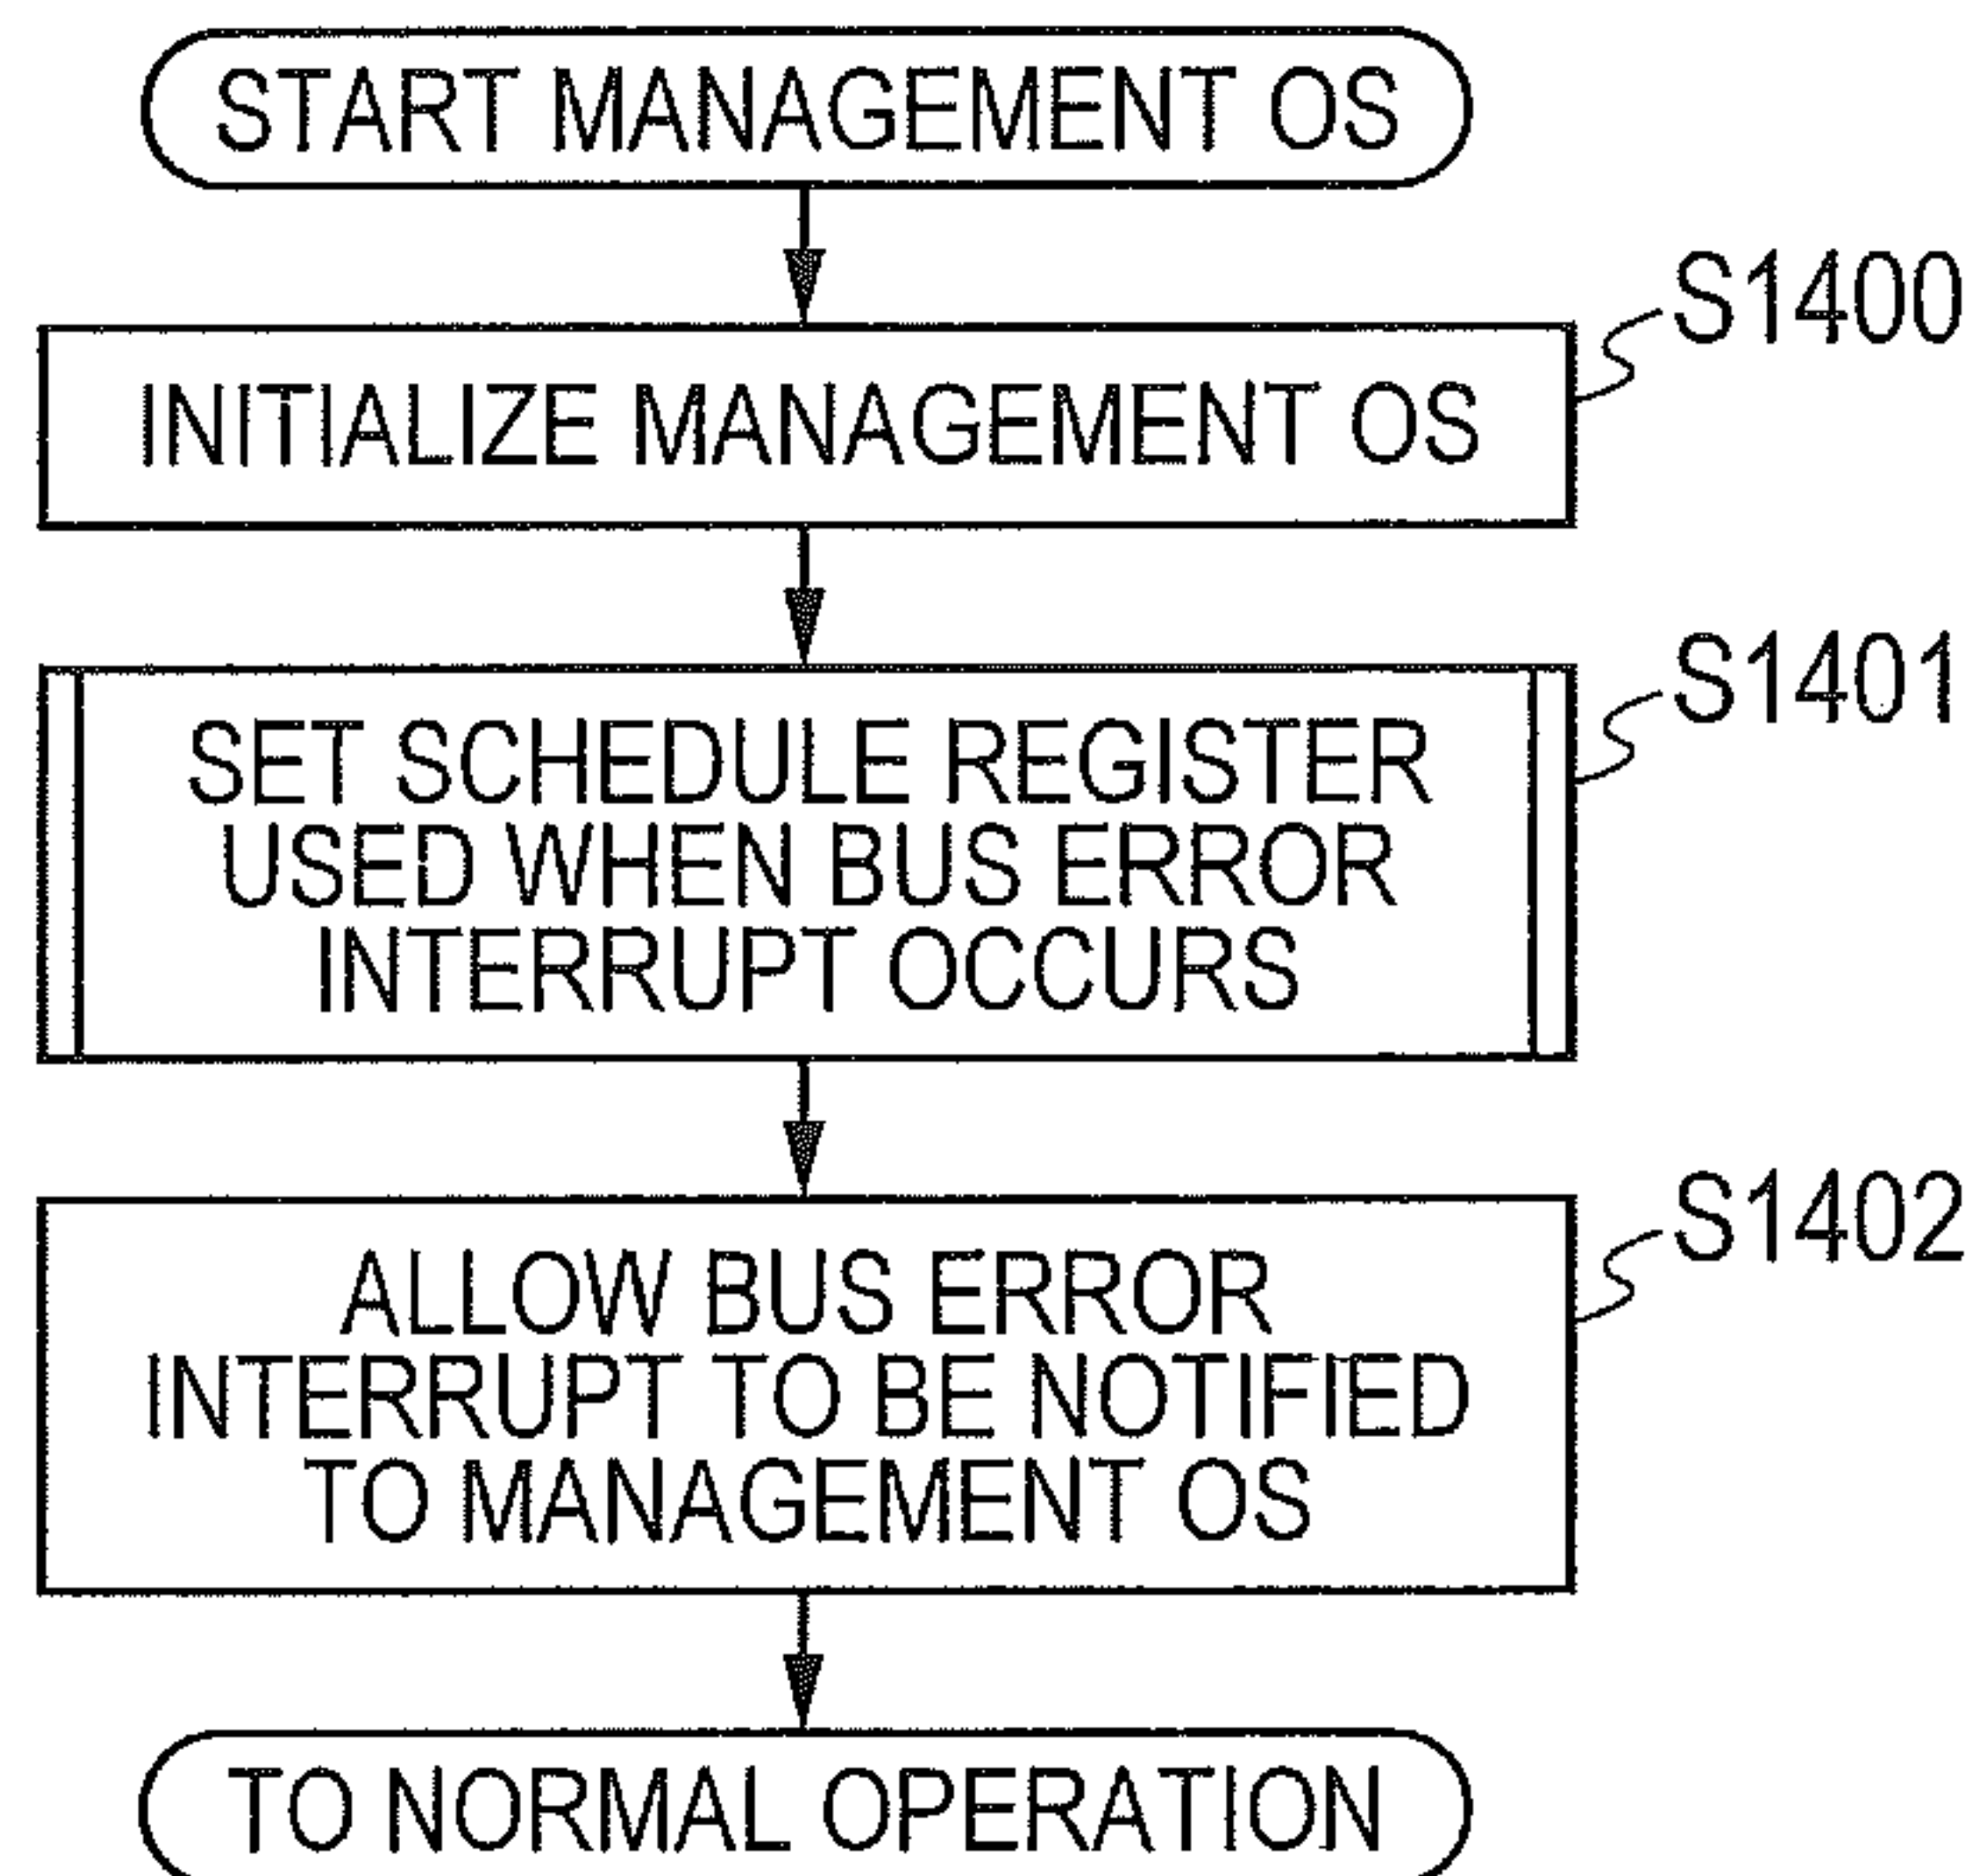 START MANAGEMENT OS
S1400
INITIALIZE MANAGEMENT OS
S1401
SET SCHEDULE REGISTER
USED WHEN BUS ERROR
INTERRUPT OCCURS
S1402
ALLOW BUS ERROR
INTERRUPT TO BE NOTIFIED
TO MANAGEMENT OS
TO NORMAL OPERATION